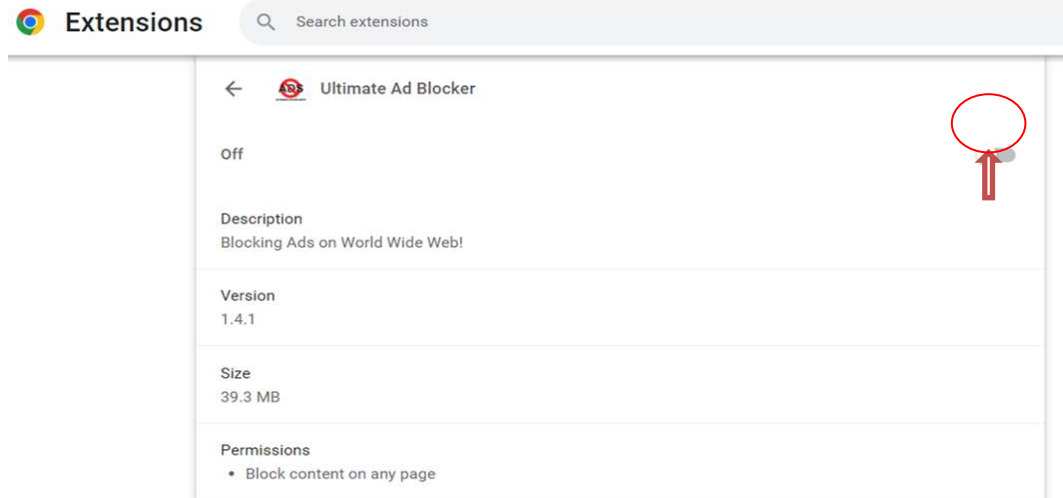 Extensions
Search extensions
ADS
Ultimate Ad Blocker
Off
Description
Blocking Ads on World Wide Web!
Version
1.4.1
Size
39.3 MB
Permissions
• Block content on any page